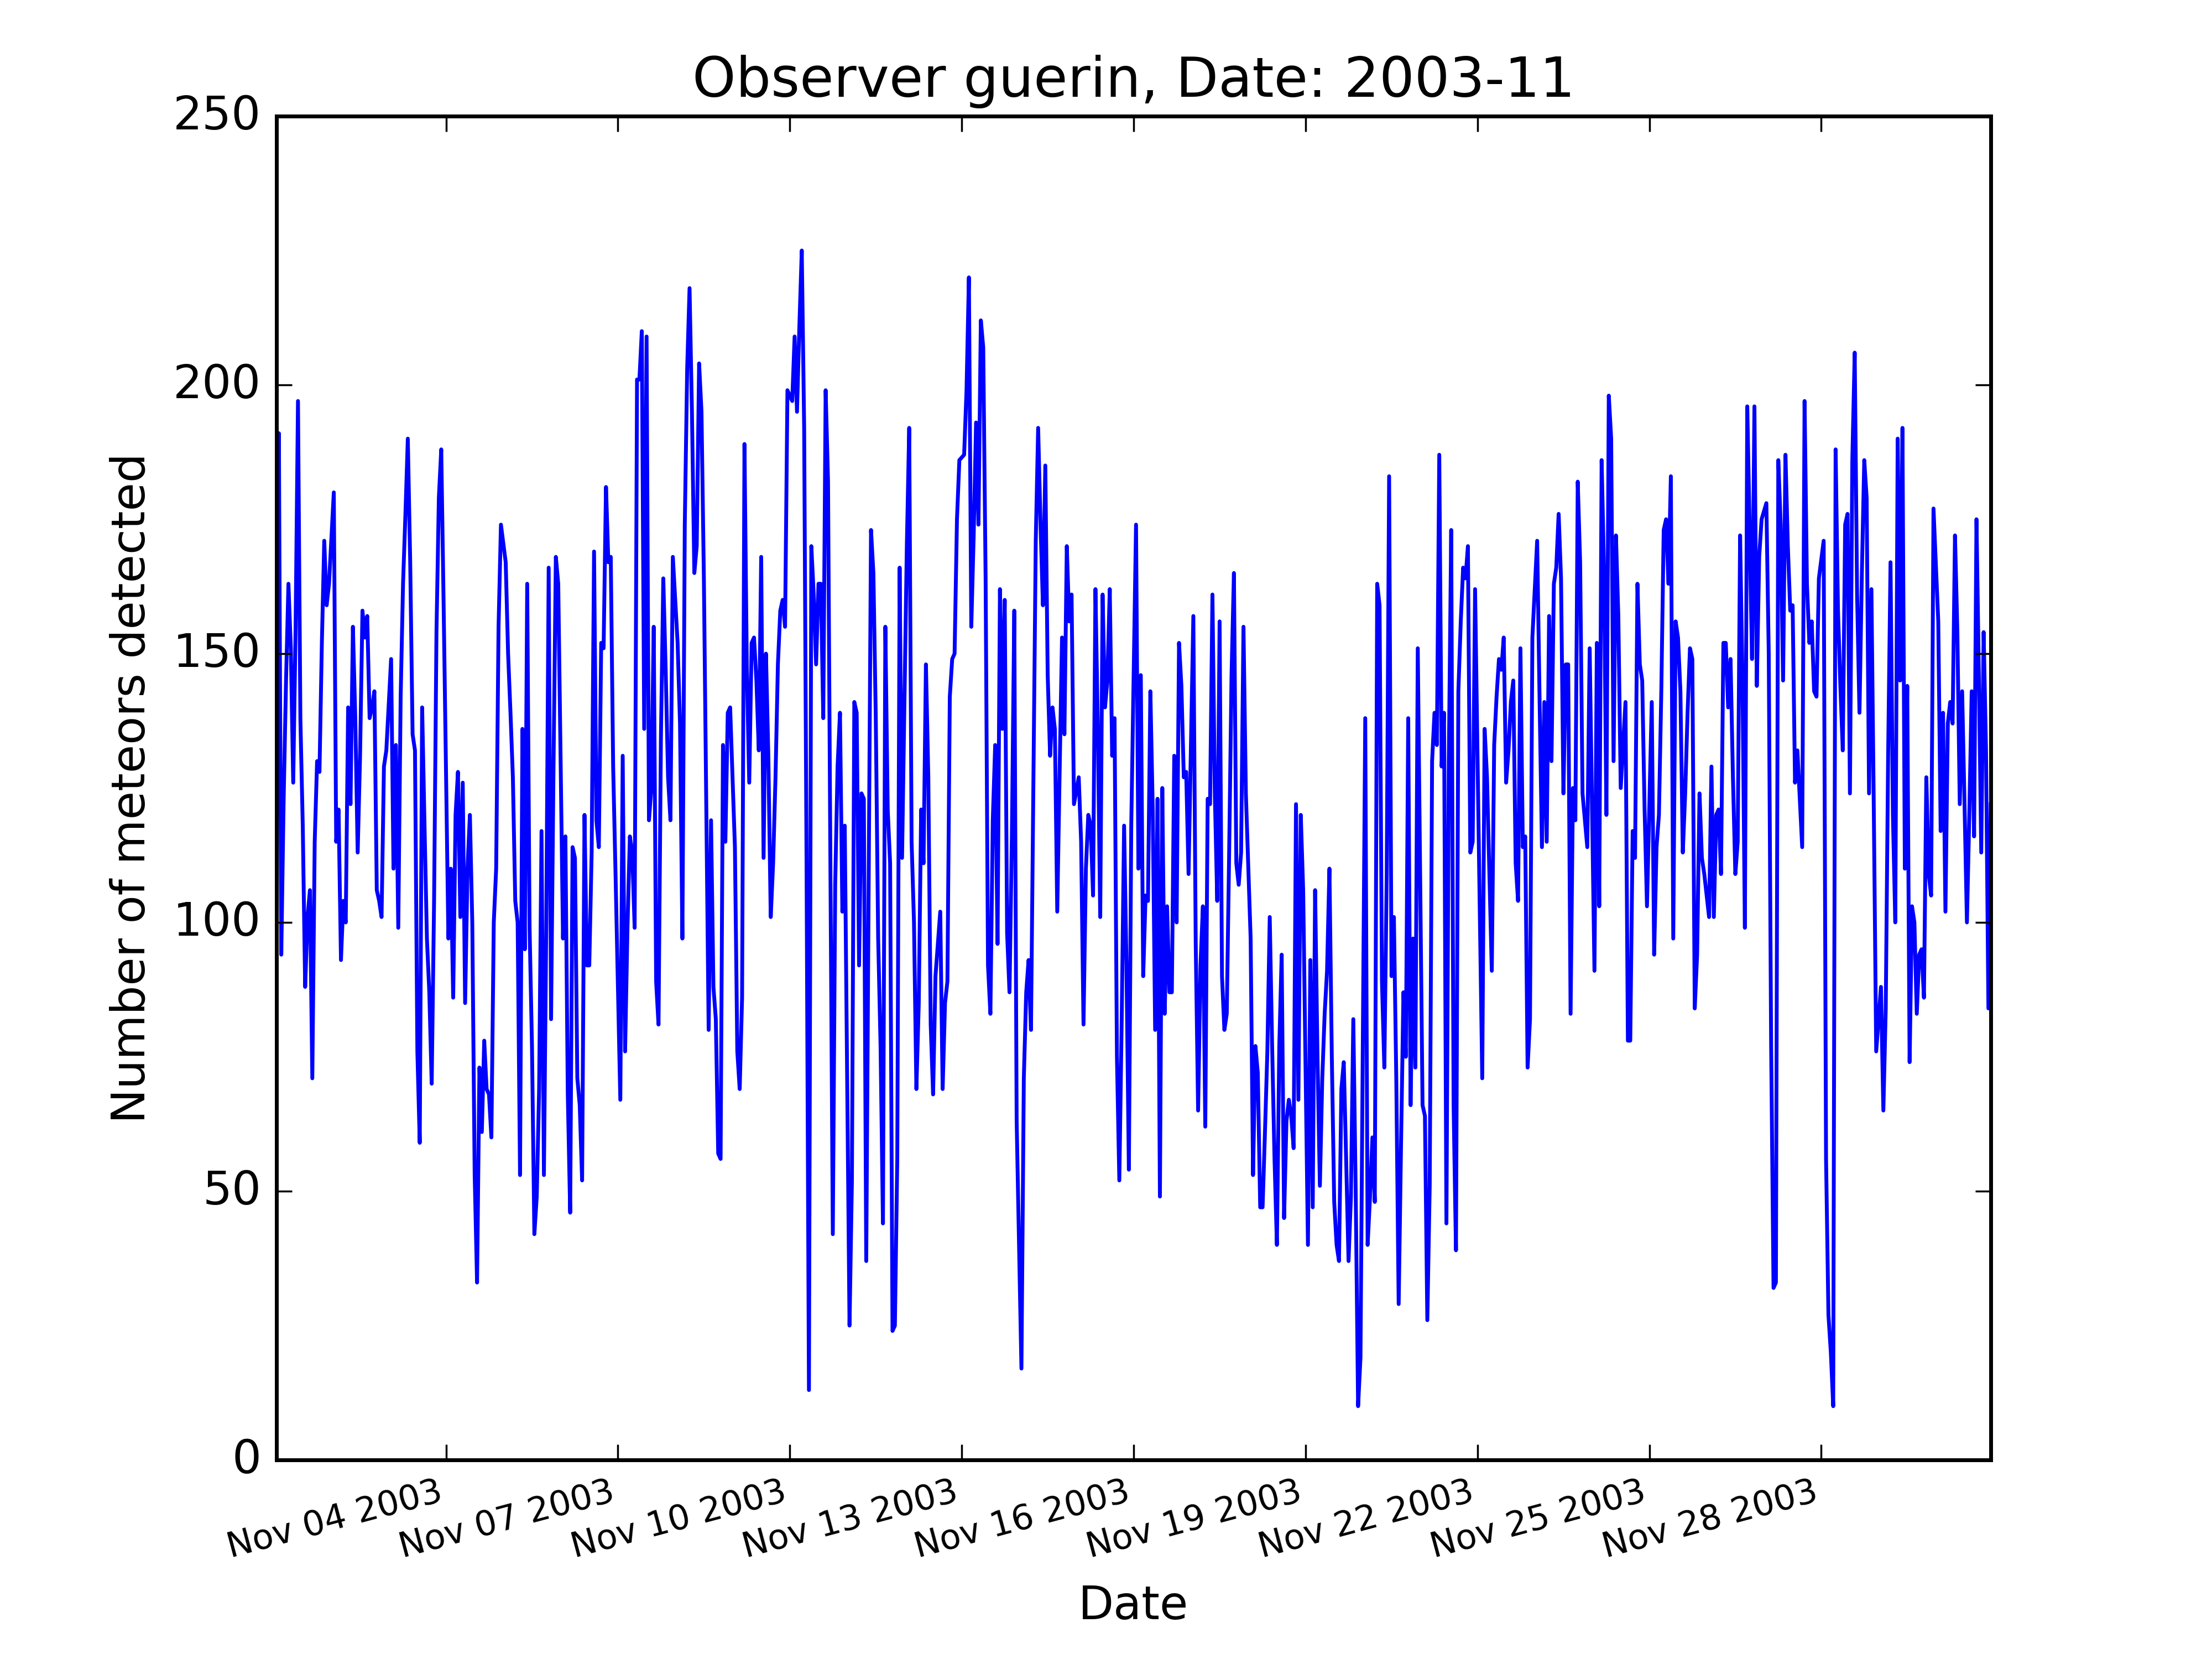 Observer guerin, Date: 2003-11
250
200
150
100
50
0
Number of meteors detected
Nov 04 2003
Nov 07 2003
Nov 10 2003
Nov 13 2003
Nov 16 2003
Nov 19 2003
Nov 22 2003
Nov 25 2003
Nov 28 2003
Date